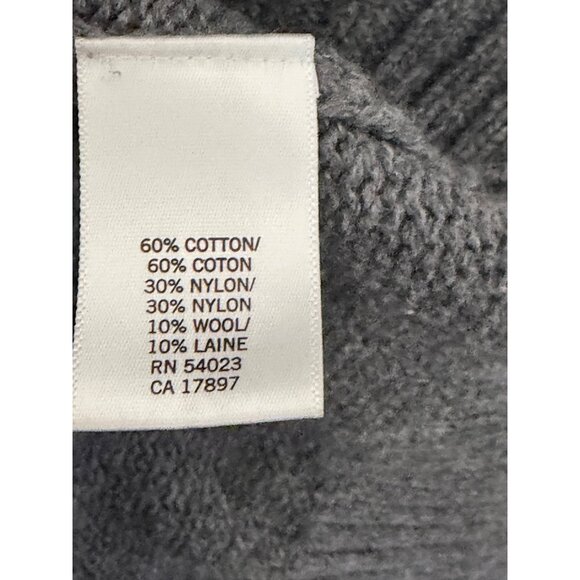 60% COTTON/
60% COTON
30% NYLON/
30% NYLON
10% WOOL/
10% LAINE
RN 54023
CA 17897